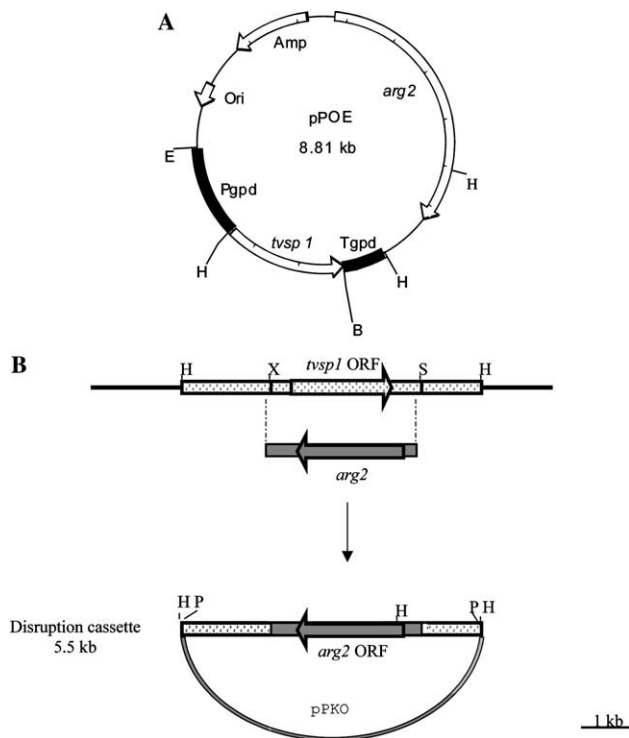 A
Amp
arg2
Ori
pPOE
8.81 kb
E
H
Pgpd
tvsp 1
Tgpd
H
H
B
B
H
X
tvsp1 ORF
S
H
arg2
H P
H
P H
Disruption cassette
5.5 kb
arg2 ORF
pPKO
1 kb